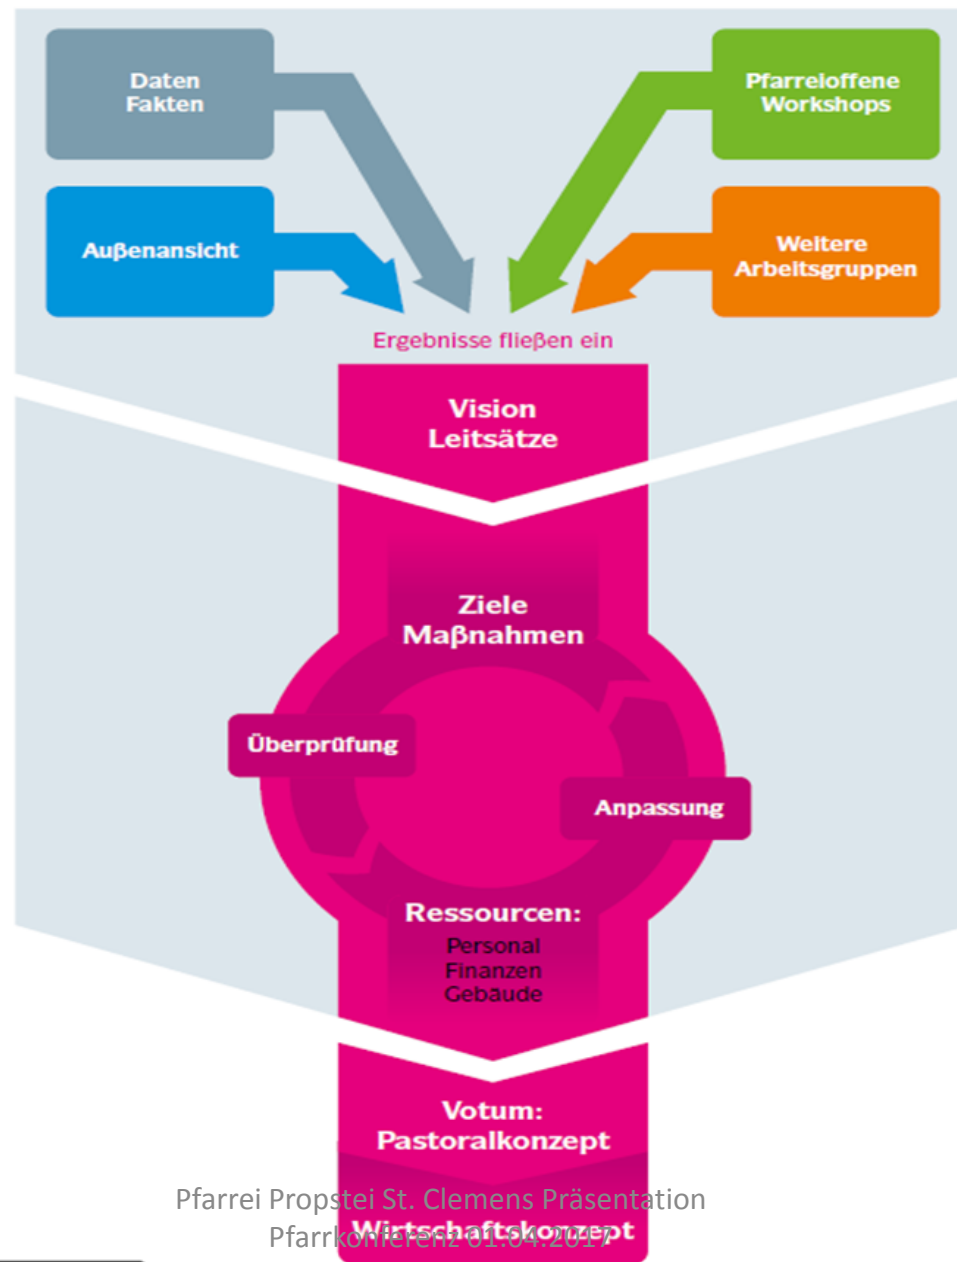 Daten
Fakten
Pfarreioffene
Workshops
Außenansicht
Weitere
Arbeitsgruppen
Ergebnisse fließen ein
Vision
Leitsätze
Ziele
Maßnahmen
Überprüfung
Anpassung
Ressourcen:
Personal
Finanzen
Gebäude
Votum:
Pastoralkonzept
Pfarrei Propstei St. Clemens Präsentation
Pfarrkonferenz 01.04.2017
Wirtschaftskonzept